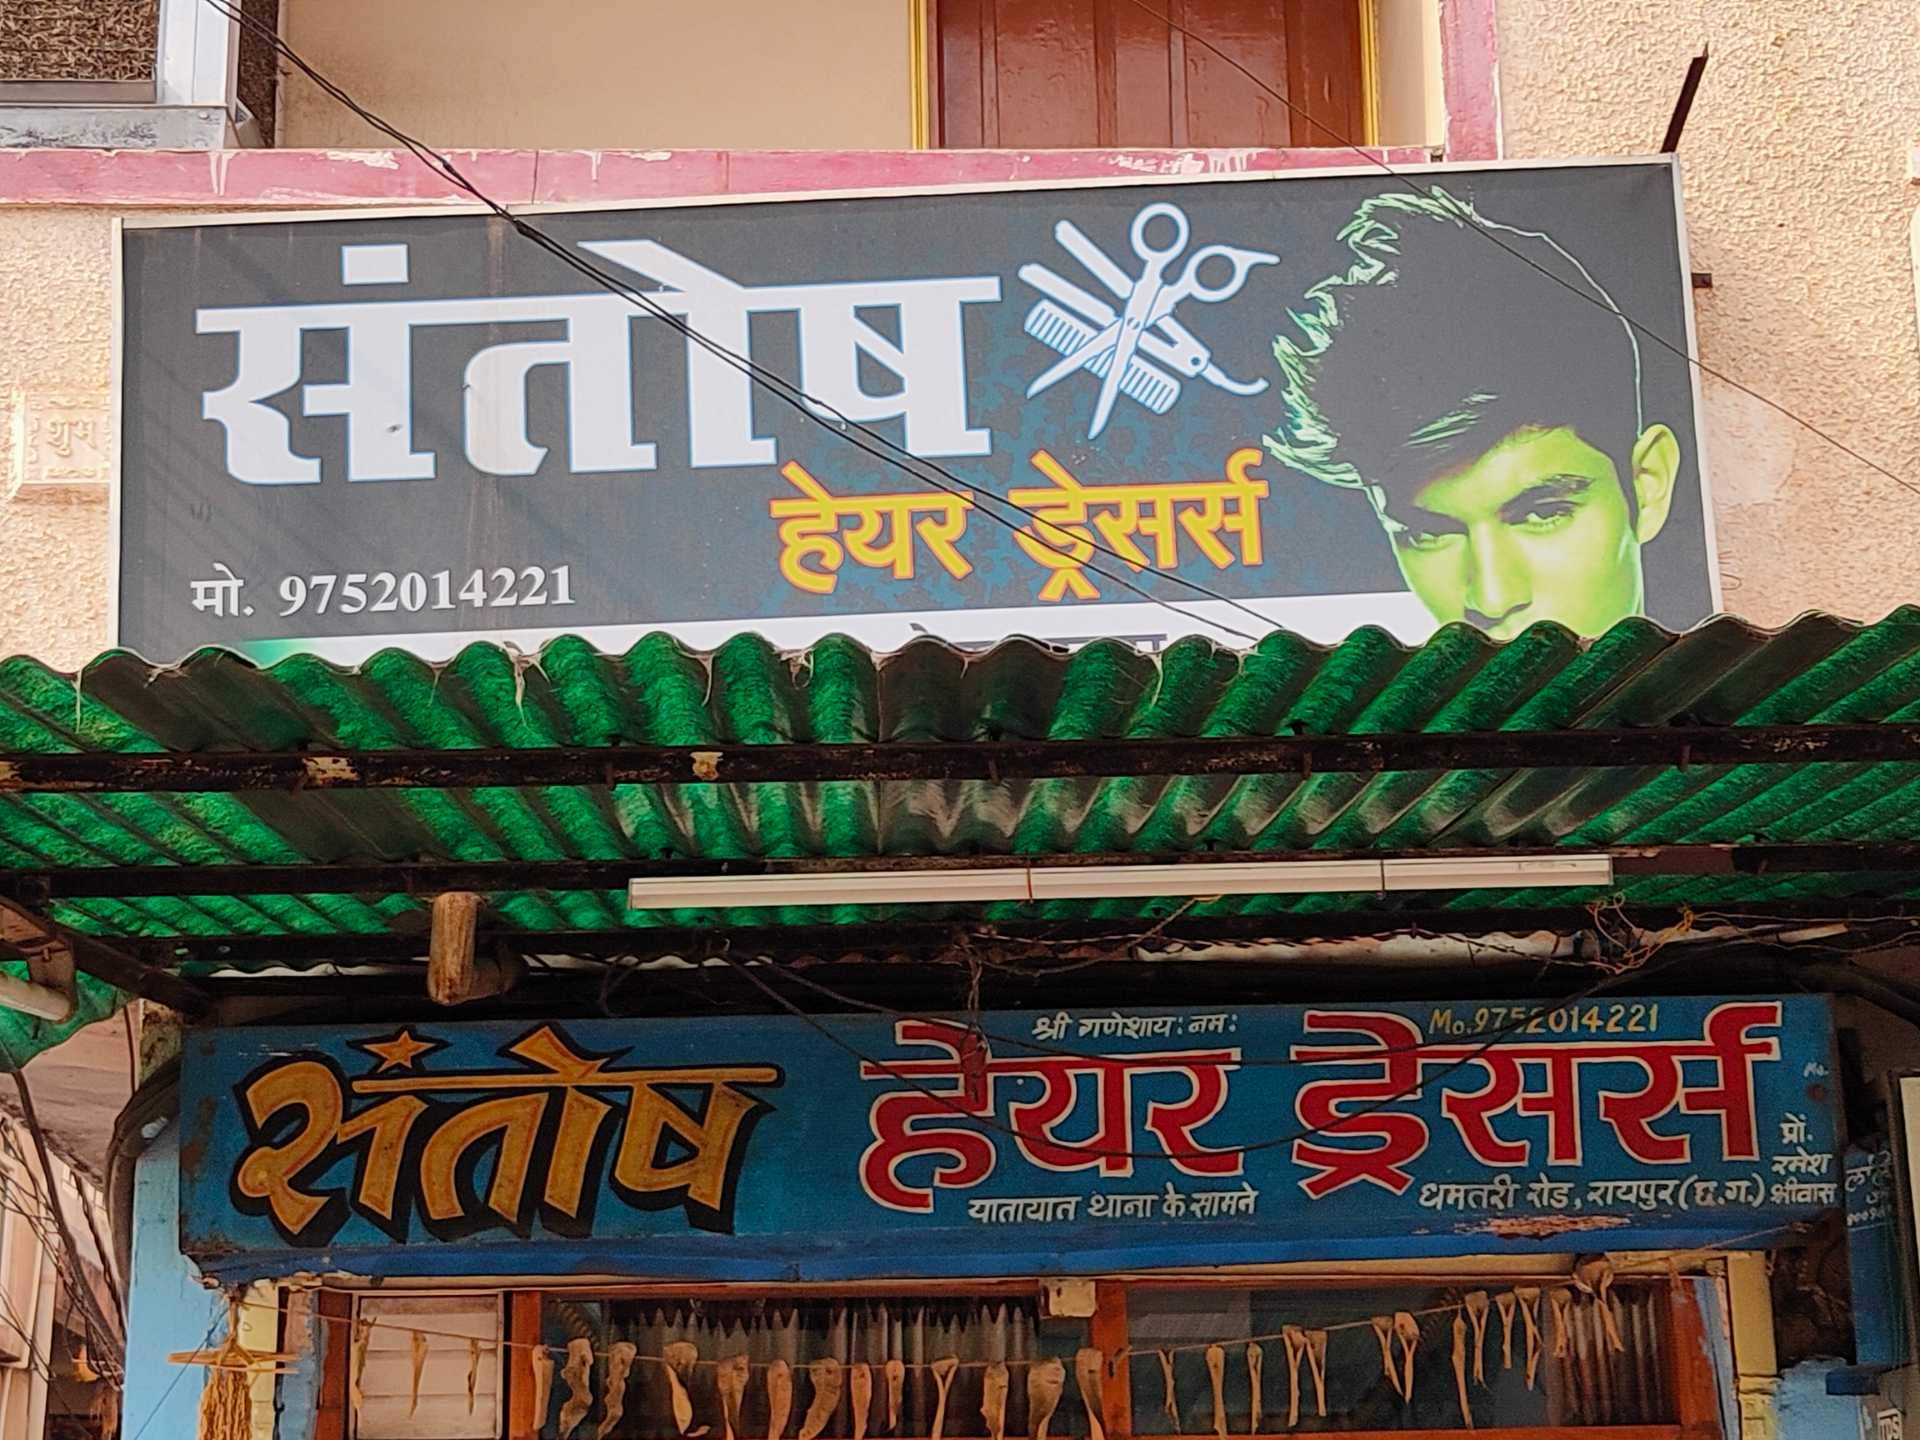 संतोष
हेयर ड्रेसर्स
मो. 9752014221
श्री गणेशाय: नम:
Mo.9752014221
संतोष हेयर ड्रेसर्स
यातायात थाना के सामने
धमतरी रोड, रायपुर (छ.ग.)
प्रों.
रमेश
श्रीवास
शुभ